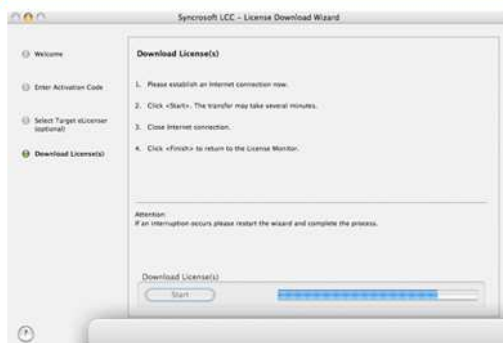 Syncrosoft LCC - License Download Wizard
Welcome
Enter Activation Code
Select Target eLicenser
(optional)
Download License(s)
Download License(s)
1. Please establish an Internet connection now.
2. Click <Start>. The transfer may take several minutes.
3. Close Internet connection.
4. Click <Finish> to return to the License Monitor.
Attention
If an interruption occurs please restart the wizard and complete the process.
Download License(s)
Start
?